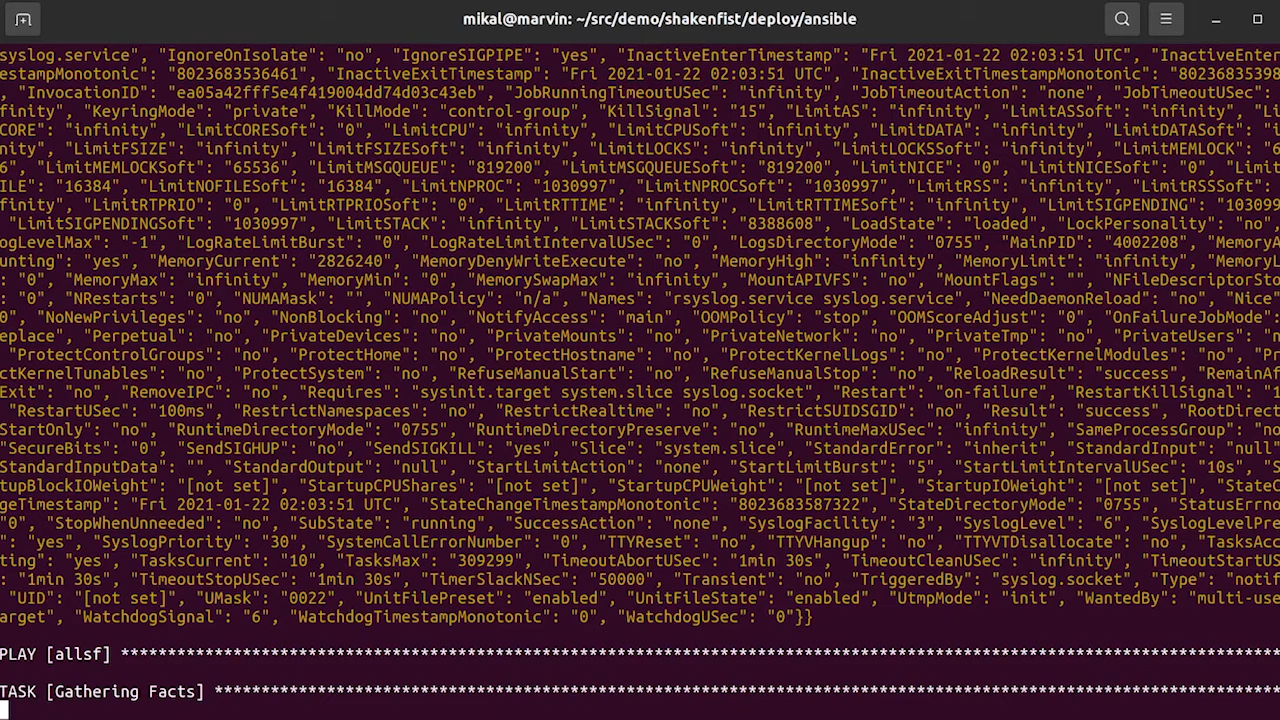 mikal@marvin: ~/src/demo/shakenfist/deploy/ansible
syslog.service", "IgnoreOnIsolate": "no", "IgnoreSIGPIPE": "yes", "InactiveEnterTimestamp": "Fri 2021-01-22 02:03:51 UTC", "InactiveEnter
estampMonotonic": "8023683536461", "InactiveExitTimestamp": "Fri 2021-01-22 02:03:51 UTC", "InactiveExitTimestampMonotonic": "80236835398
, "InvocationID": "ea05a42fff5e4f419004dd74d03c43eb", "JobRunningTimeoutUSec": "infinity", "JobTimeoutAction": "none", "JobTimeoutUSec":
finity", "KeyringMode": "private", "KillMode": "control-group", "KillSignal": "15", "LimitAS": "infinity", "LimitASSoft": "infinity", "Li
CORE": "infinity", "LimitCORESoft": "0", "LimitCPU": "infinity", "LimitCPUSoft": "infinity", "LimitDATA": "infinity", "LimitDATASoft": "i
nity", "LimitFSIZE": "infinity", "LimitFSIZESoft": "infinity", "LimitLOCKS": "infinity", "LimitLOCKSSoft": "infinity", "LimitMEMLOCK": "6
6", "LimitMEMLOCKSoft": "65536", "LimitMSGQUEUE": "819200", "LimitMSGQUEUESoft": "819200", "LimitNICE": "0", "LimitNICESoft": "0", "Limit
ILE": "16384", "LimitNOFILESoft": "16384", "LimitNPROC": "1030997", "LimitNPROCSoft": "1030997", "LimitRSS": "infinity", "LimitRSSSoft":
finity", "LimitRTPRIO": "0", "LimitRTPRIOSoft": "0", "LimitRTTIME": "infinity", "LimitRTTIMESoft": "infinity", "LimitSIGPENDING": "103099
, "LimitSIGPENDINGSoft": "1030997", "LimitSTACK": "infinity", "LimitSTACKSoft": "8388608", "LoadState": "loaded", "LockPersonality": "no",
ogLevelMax": "-1", "LogRateLimitBurst": "0", "LogRateLimitIntervalUSec": "0", "LogsDirectoryMode": "0755", "MainPID": "4002208", "MemoryA
unting": "yes", "MemoryCurrent": "2826240", "MemoryDenyWriteExecute": "no", "MemoryHigh": "infinity", "MemoryLimit": "infinity", "MemoryL
: "0", "MemoryMax": "infinity", "MemoryMin": "0", "MemorySwapMax": "infinity", "MountAPIVFS": "no", "MountFlags": "", "NFileDescriptorSto
: "0", "NRestarts": "0", "NUMAMask": "", "NUMAPolicy": "n/a", "Names": "rsyslog.service syslog.service", "NeedDaemonReload": "no", "Nice"
0", "NoNewPrivileges": "no", "NonBlocking": "no", "NotifyAccess": "main", "OOMPolicy": "stop", "OOMScoreAdjust": "0", "OnFailureJobMode":
eplace", "Perpetual": "no", "PrivateDevices": "no", "PrivateMounts": "no", "PrivateNetwork": "no", "PrivateTmp": "no", "PrivateUsers": "n
"ProtectControlGroups": "no", "ProtectHome": "no", "ProtectHostname": "no", "ProtectKernelLogs": "no", "ProtectKernelModules": "no", "Pr
ctKernelTunables": "no", "ProtectSystem": "no", "RefuseManualStart": "no", "RefuseManualStop": "no", "ReloadResult": "success", "RemainAf
Exit": "no", "RemoveIPC": "no", "Requires": "sysinit.target system.slice syslog.socket", "Restart": "on-failure", "RestartKillSignal": "1
, "RestartUSec": "100ms", "RestrictNamespaces": "no", "RestrictRealtime": "no", "RestrictSUIDSGID": "no", "Result": "success", "RootDirect
StartOnly": "no", "RuntimeDirectoryMode": "0755", "RuntimeDirectoryPreserve": "no", "RuntimeMaxUSec": "infinity", "SameProcessGroup": "no
"SecureBits": "0", "SendSIGHUP": "no", "SendSIGKILL": "yes", "Slice": "system.slice", "StandardError": "inherit", "StandardInput": "null"
StandardInputData": "", "StandardOutput": "null", "StartLimitAction": "none", "StartLimitBurst": "5", "StartLimitIntervalUSec": "10s", "S
tupBlockIOWeight": "[not set]", "StartupCPUShares": "[not set]", "StartupCPUWeight": "[not set]", "StartupIOWeight": "[not set]", "StateC
geTimestamp": "Fri 2021-01-22 02:03:51 UTC", "StateChangeTimestampMonotonic": "8023683587322", "StateDirectoryMode": "0755", "StatusErrno
"0", "StopWhenUnneeded": "no", "SubState": "running", "SuccessAction": "none", "SyslogFacility": "3", "SyslogLevel": "6", "SyslogLevelPre
: "yes", "SyslogPriority": "30", "SystemCallErrorNumber": "0", "TTYReset": "no", "TTYVHangup": "no", "TTYVTDisallocate": "no", "TasksAcc
ting": "yes", "TasksCurrent": "10", "TasksMax": "309299", "TimeoutAbortUSec": "1min 30s", "TimeoutCleanUSec": "infinity", "TimeoutStartUS
: "1min 30s", "TimeoutStopUSec": "1min 30s", "TimerSlackNSec": "50000", "Transient": "no", "TriggeredBy": "syslog.socket", "Type": "notif
, "UID": "[not set]", "UMask": "0022", "UnitFilePreset": "enabled", "UnitFileState": "enabled", "UtmpMode": "init", "WantedBy": "multi-use
arget", "WatchdogSignal": "6", "WatchdogTimestampMonotonic": "0", "WatchdogUSec": "0"}}
PLAY [allsf] ****************************************************************************************************************************
TASK [Gathering Facts] ******************************************************************************************************************